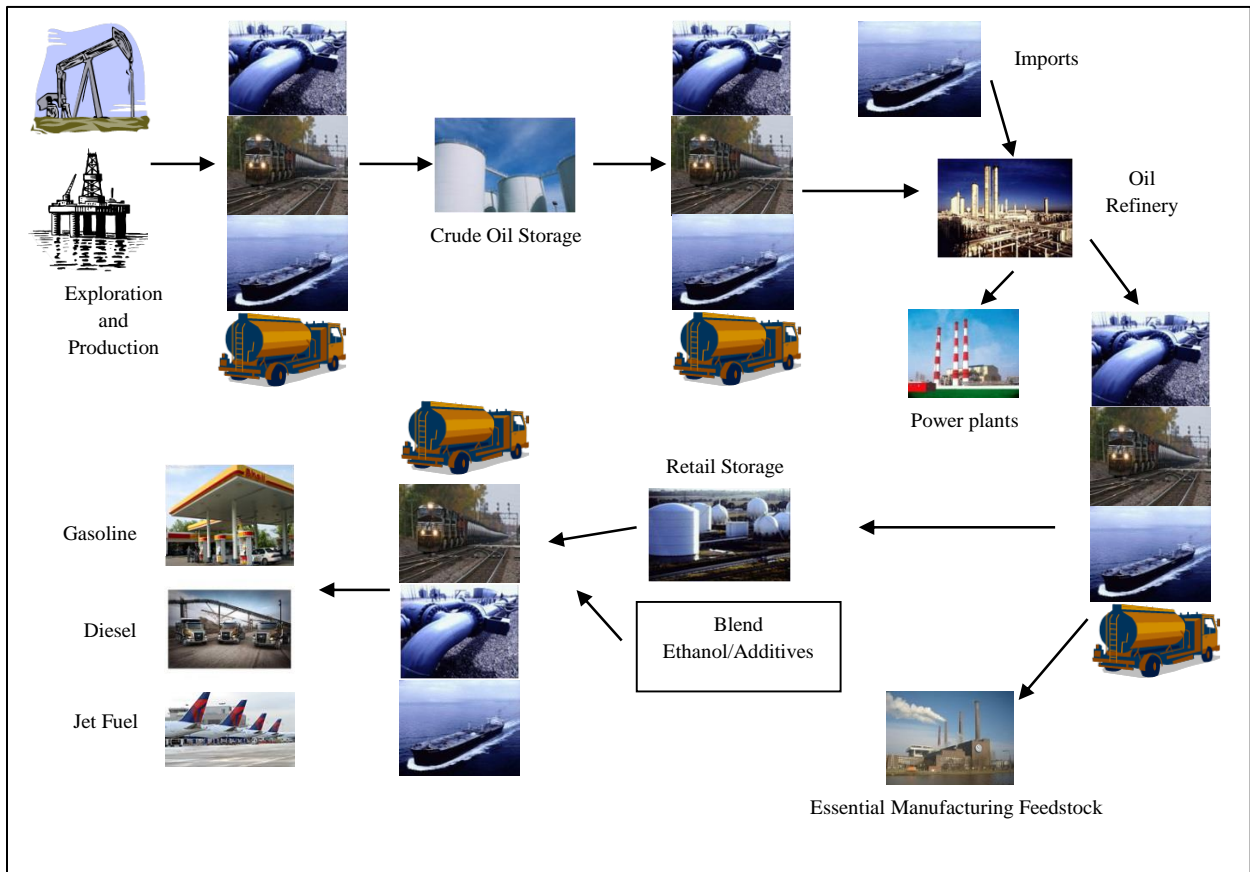 Imports
Oil
Refinery
Crude Oil Storage
Exploration
and
Production
Power plants
Retail Storage
Gasoline
Blend
Ethanol/Additives
Diesel
Jet Fuel
Essential Manufacturing Feedstock